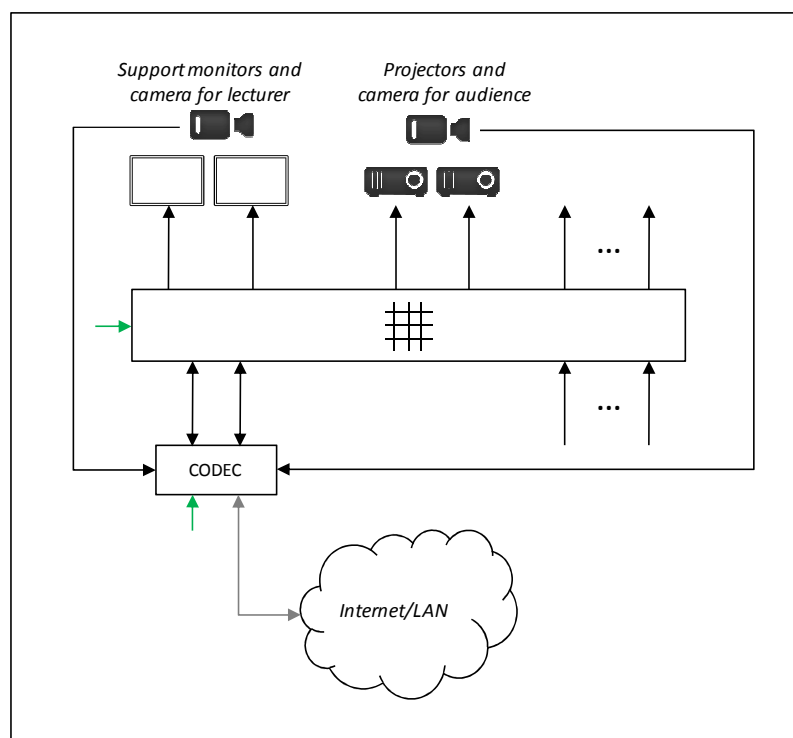 Support monitors and
camera for lecturer
Projectors and
camera for audience
...
...
CODEC
Internet/LAN